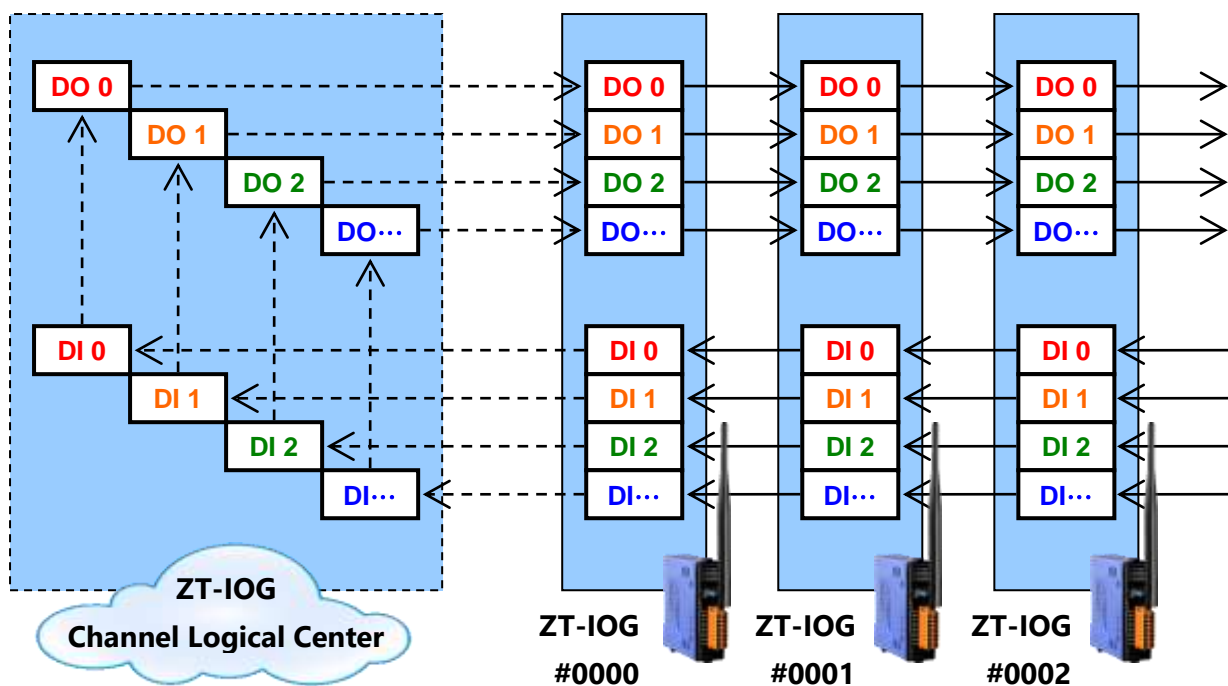 DO 0
DO 1
DO 2
DO···
DI 0
DI 1
DI 2
DI···
ZT-IOG
Channel Logical Center
DO 0
DO 1
DO 2
DO···
DI 0
DI 1
DI 2
DI···
ZT-IOG
#0000
DO 0
DO 1
DO 2
DO···
DI 0
DI 1
DI 2
DI···
ZT-IOG
#0001
DO 0
DO 1
DO 2
DO···
DI 0
DI 1
DI 2
DI···
ZT-IOG
#0002